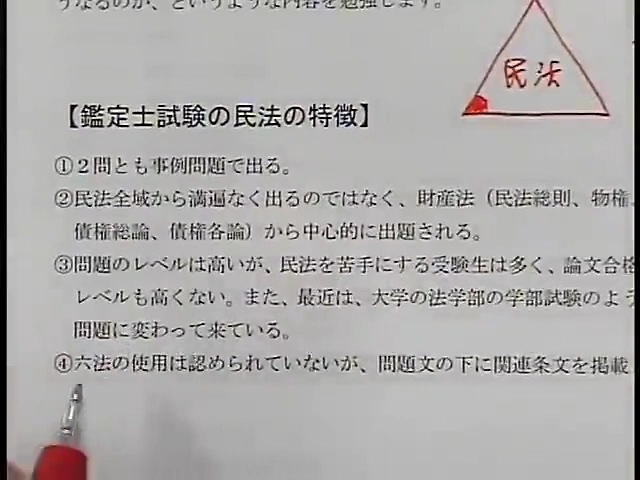 うなるのか、というような内容を勉強します。
民法
【鑑定士試験の民法の特徴】
①２問とも事例問題で出る。
②民法全域から満遍なく出るのではなく、財産法（民法総則、物権、
債権総論、債権各論）から中心的に出題される。
③問題のレベルは高いが、民法を苦手にする受験生は多く、論文合格
レベルも高くない。また、最近は、大学の法学部の学部試験のよう
問題に変わって来ている。
④六法の使用は認められていないが、問題文の下に関連条文を掲載